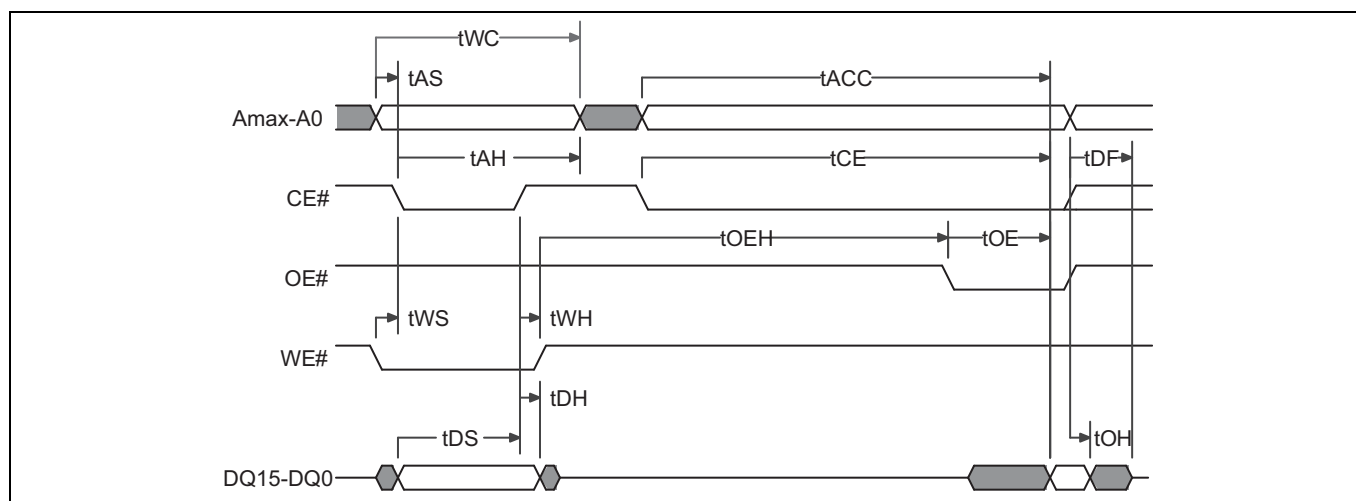 tWC
tAS
tACC
Amax-A0
tAH
tCE
tDF
CE#
tOEH
tOE
OE#
tWS
tWH
WE#
tDH
tDS
tOH
DQ15-DQ0